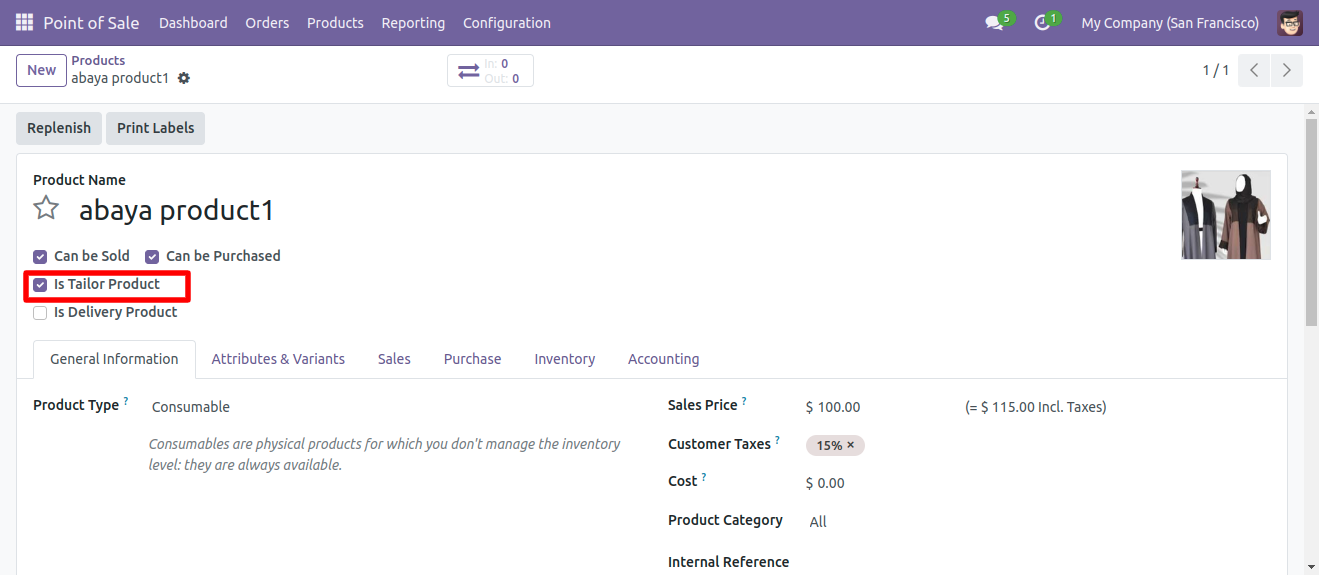 Point of Sale Dashboard Orders Products Reporting Configuration 5 1 My Company (San Francisco)
New Products In: 0
abaya product1 Out: 0 1 / 1
Replenish Print Labels
Product Name
abaya product1
Can be Sold Can be Purchased
Is Tailor Product
Is Delivery Product
General Information Attributes & Variants Sales Purchase Inventory Accounting
Product Type ? Consumable Sales Price ? $ 100.00 (= $ 115.00 Incl. Taxes)
Consumables are physical products for which you don't manage the inventory
level: they are always available.
Customer Taxes ? 15% ×
Cost ? $ 0.00
Product Category All
Internal Reference